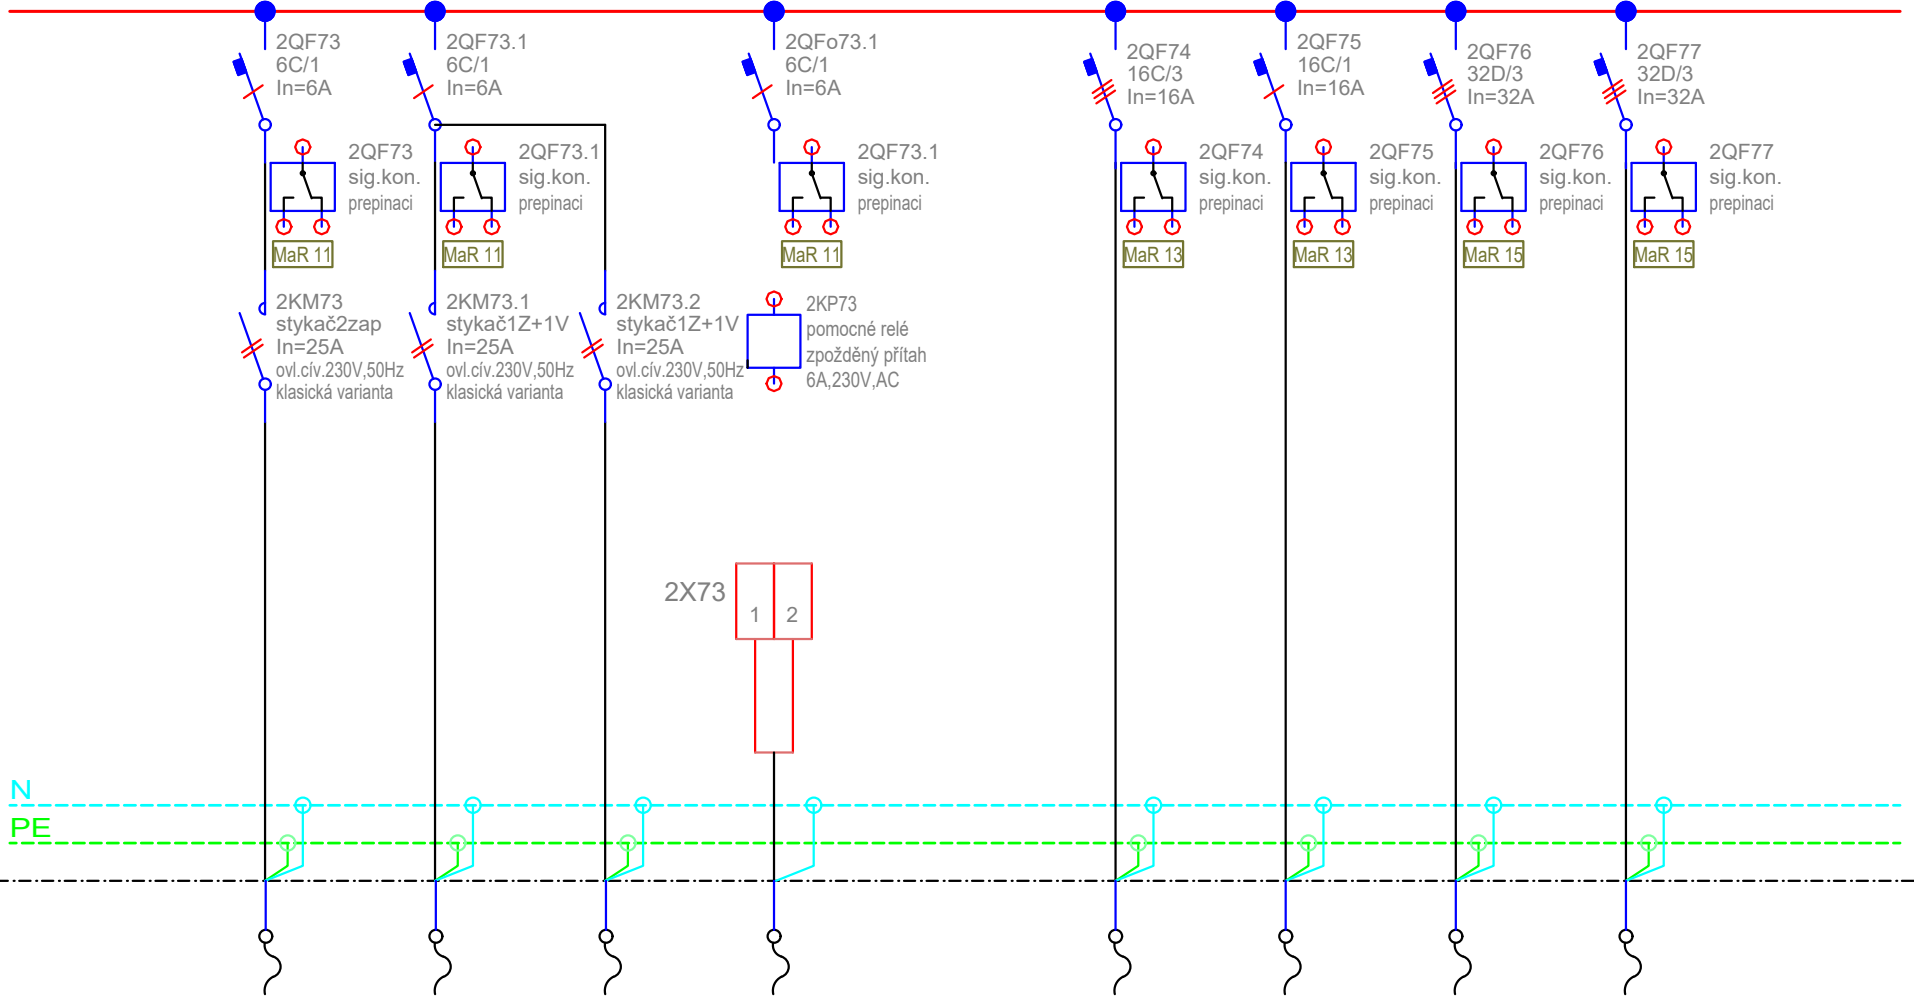 2QF73
6C/1
In=6A
2QF73.1
6C/1
In=6A
2QFo73.1
6C/1
In=6A
2QF74
16C/3
In=16A
2QF75
16C/1
In=16A
2QF76
32D/3
In=32A
2QF77
32D/3
In=32A
2QF73
sig.kon.
prepinaci
MaR 11
2QF73.1
sig.kon.
prepinaci
MaR 11
2QF73.1
sig.kon.
prepinaci
MaR 11
2QF74
sig.kon.
prepinaci
MaR 13
2QF75
sig.kon.
prepinaci
MaR 13
2QF76
sig.kon.
prepinaci
MaR 15
2QF77
sig.kon.
prepinaci
MaR 15
2KM73
stykač2zap
In=25A
ovl.cív.230V,50Hz
klasická varianta
2KM73.1
stykač1Z+1V
In=25A
ovl.cív.230V,50Hz
klasická varianta
2KM73.2
stykač1Z+1V
In=25A
ovl.cív.230V,50Hz
klasická varianta
2KP73
pomocné relé
zpožděný přítah
6A,230V,AC
2X73
1 2
N
PE